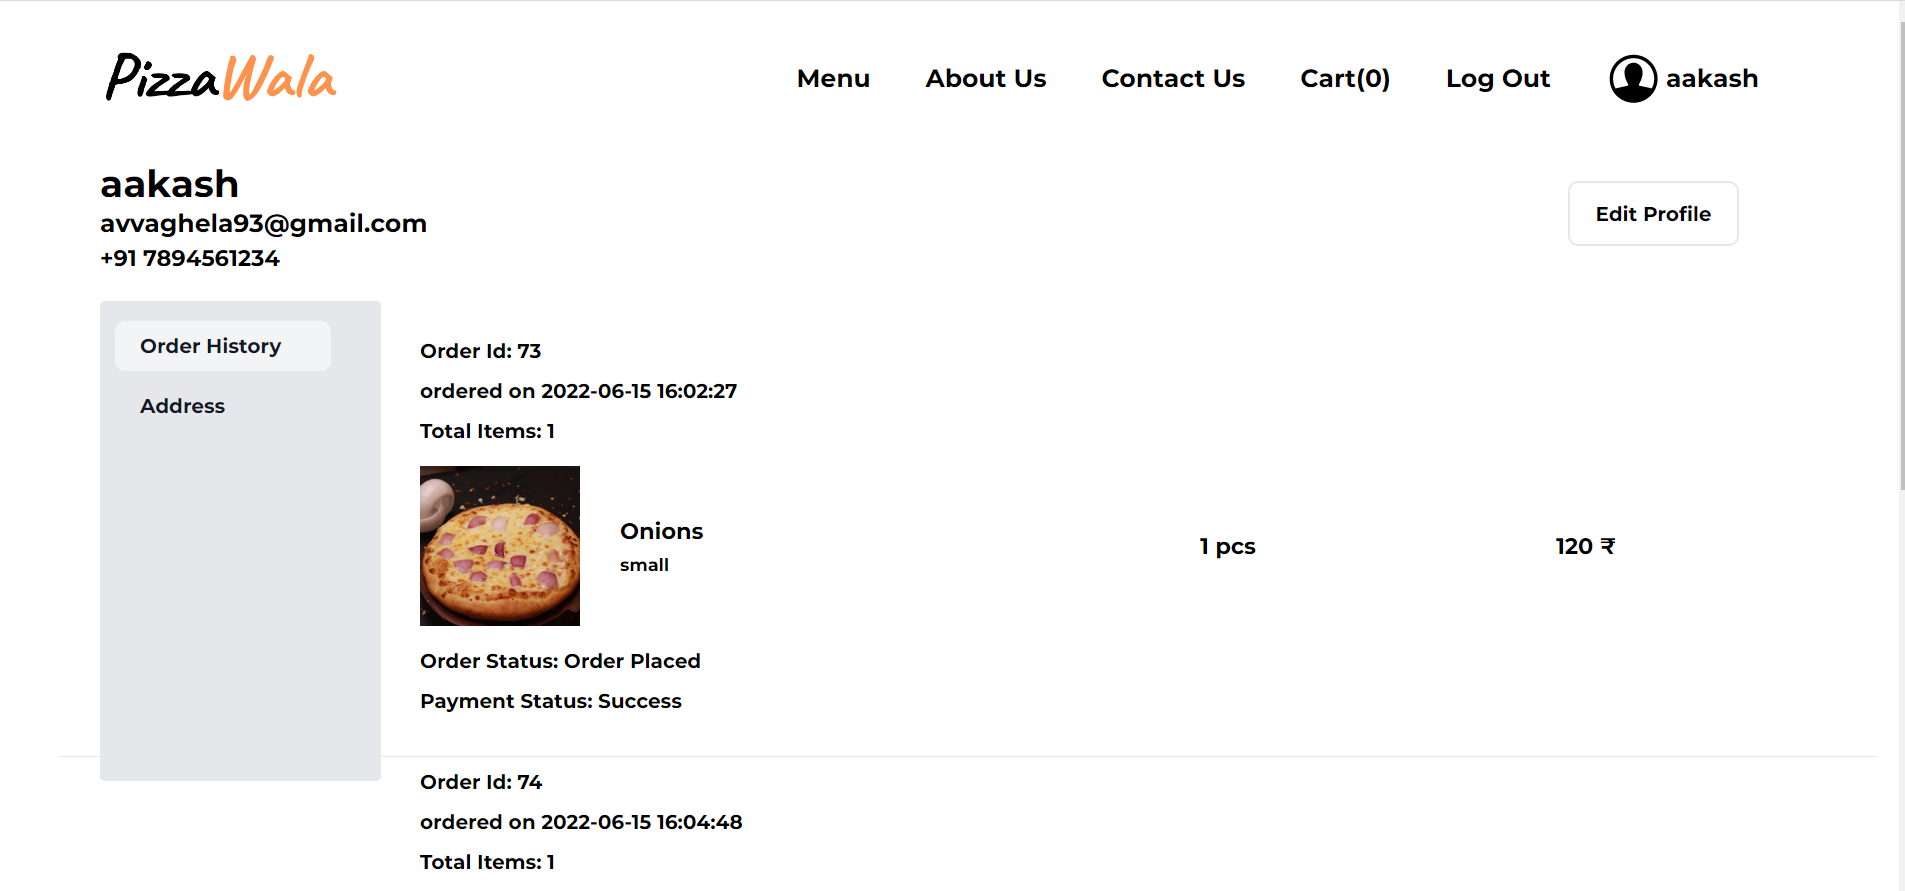 PizzaWala
Menu About Us Contact Us Cart(0) Log Out aakash
aakash
avvaghela93@gmail.com
+91 7894561234
Edit Profile
Order History
Address
Order Id: 73
ordered on 2022-06-15 16:02:27
Total Items: 1
Onions
small
1 pcs
120 ₹
Order Status: Order Placed
Payment Status: Success
Order Id: 74
ordered on 2022-06-15 16:04:48
Total Items: 1